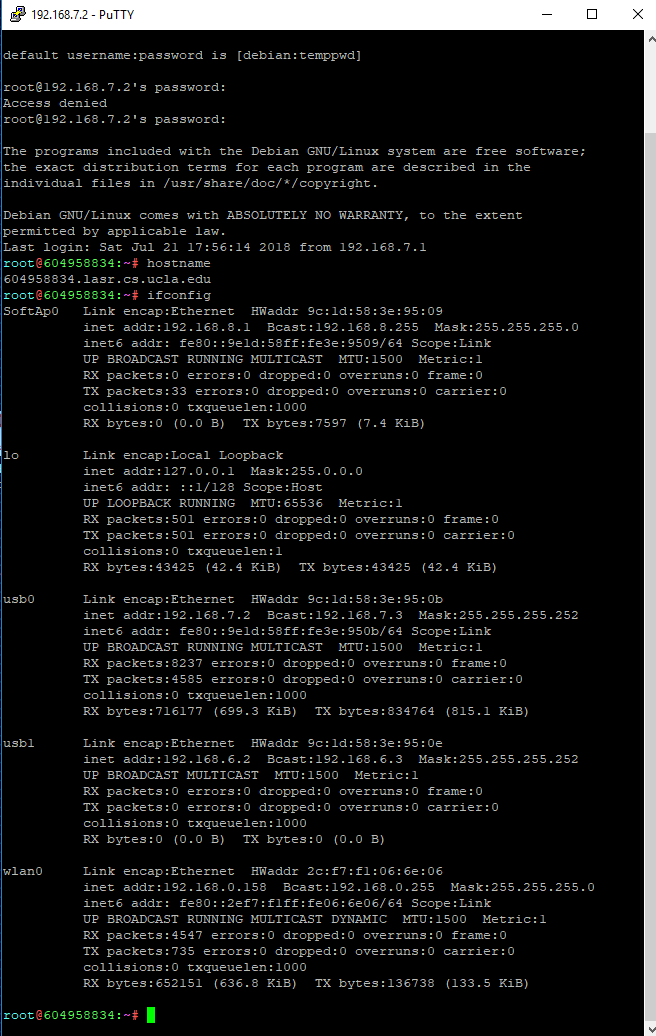 192.168.7.2 - PuTTY
default username:password is [debian:temppwd]
root@192.168.7.2's password:
Access denied
root@192.168.7.2's password:
The programs included with the Debian GNU/Linux system are free software;
the exact distribution terms for each program are described in the
individual files in /usr/share/doc/*/copyright.
Debian GNU/Linux comes with ABSOLUTELY NO WARRANTY, to the extent
permitted by applicable law.
Last login: Sat Jul 21 17:56:14 2018 from 192.168.7.1
root@604958834:~# hostname
604958834.lasr.cs.ucla.edu
root@604958834:~# ifconfig
SoftAp0   Link encap:Ethernet  HWaddr 9c:1d:58:3e:95:09
          inet addr:192.168.8.1  Bcast:192.168.8.255  Mask:255.255.255.0
          inet6 addr: fe80::9e1d:58ff:fe3e:9509/64 Scope:Link
          UP BROADCAST RUNNING MULTICAST  MTU:1500  Metric:1
          RX packets:0 errors:0 dropped:0 overruns:0 frame:0
          TX packets:33 errors:0 dropped:0 overruns:0 carrier:0
          collisions:0 txqueuelen:1000
          RX bytes:0 (0.0 B)  TX bytes:7597 (7.4 KiB)
lo        Link encap:Local Loopback
          inet addr:127.0.0.1  Mask:255.0.0.0
          inet6 addr: ::1/128 Scope:Host
          UP LOOPBACK RUNNING  MTU:65536  Metric:1
          RX packets:501 errors:0 dropped:0 overruns:0 frame:0
          TX packets:501 errors:0 dropped:0 overruns:0 carrier:0
          collisions:0 txqueuelen:1
          RX bytes:43425 (42.4 KiB)  TX bytes:43425 (42.4 KiB)
usb0      Link encap:Ethernet  HWaddr 9c:1d:58:3e:95:0b
          inet addr:192.168.7.2  Bcast:192.168.7.3  Mask:255.255.255.252
          inet6 addr: fe80::9e1d:58ff:fe3e:950b/64 Scope:Link
          UP BROADCAST RUNNING MULTICAST  MTU:1500  Metric:1
          RX packets:8237 errors:0 dropped:0 overruns:0 frame:0
          TX packets:4585 errors:0 dropped:0 overruns:0 carrier:0
          collisions:0 txqueuelen:1000
          RX bytes:716177 (699.3 KiB)  TX bytes:834764 (815.1 KiB)
usb1      Link encap:Ethernet  HWaddr 9c:1d:58:3e:95:0e
          inet addr:192.168.6.2  Bcast:192.168.6.3  Mask:255.255.255.252
          UP BROADCAST MULTICAST  MTU:1500  Metric:1
          RX packets:0 errors:0 dropped:0 overruns:0 frame:0
          TX packets:0 errors:0 dropped:0 overruns:0 carrier:0
          collisions:0 txqueuelen:1000
          RX bytes:0 (0.0 B)  TX bytes:0 (0.0 B)
wlan0     Link encap:Ethernet  HWaddr 2c:f7:f1:06:6e:06
          inet addr:192.168.0.158  Bcast:192.168.0.255  Mask:255.255.255.0
          inet6 addr: fe80::2ef7:f1ff:fe06:6e06/64 Scope:Link
          UP BROADCAST RUNNING MULTICAST DYNAMIC  MTU:1500  Metric:1
          RX packets:4547 errors:0 dropped:0 overruns:0 frame:0
          TX packets:735 errors:0 dropped:0 overruns:0 carrier:0
          collisions:0 txqueuelen:1000
          RX bytes:652151 (636.8 KiB)  TX bytes:136738 (133.5 KiB)
root@604958834:~#